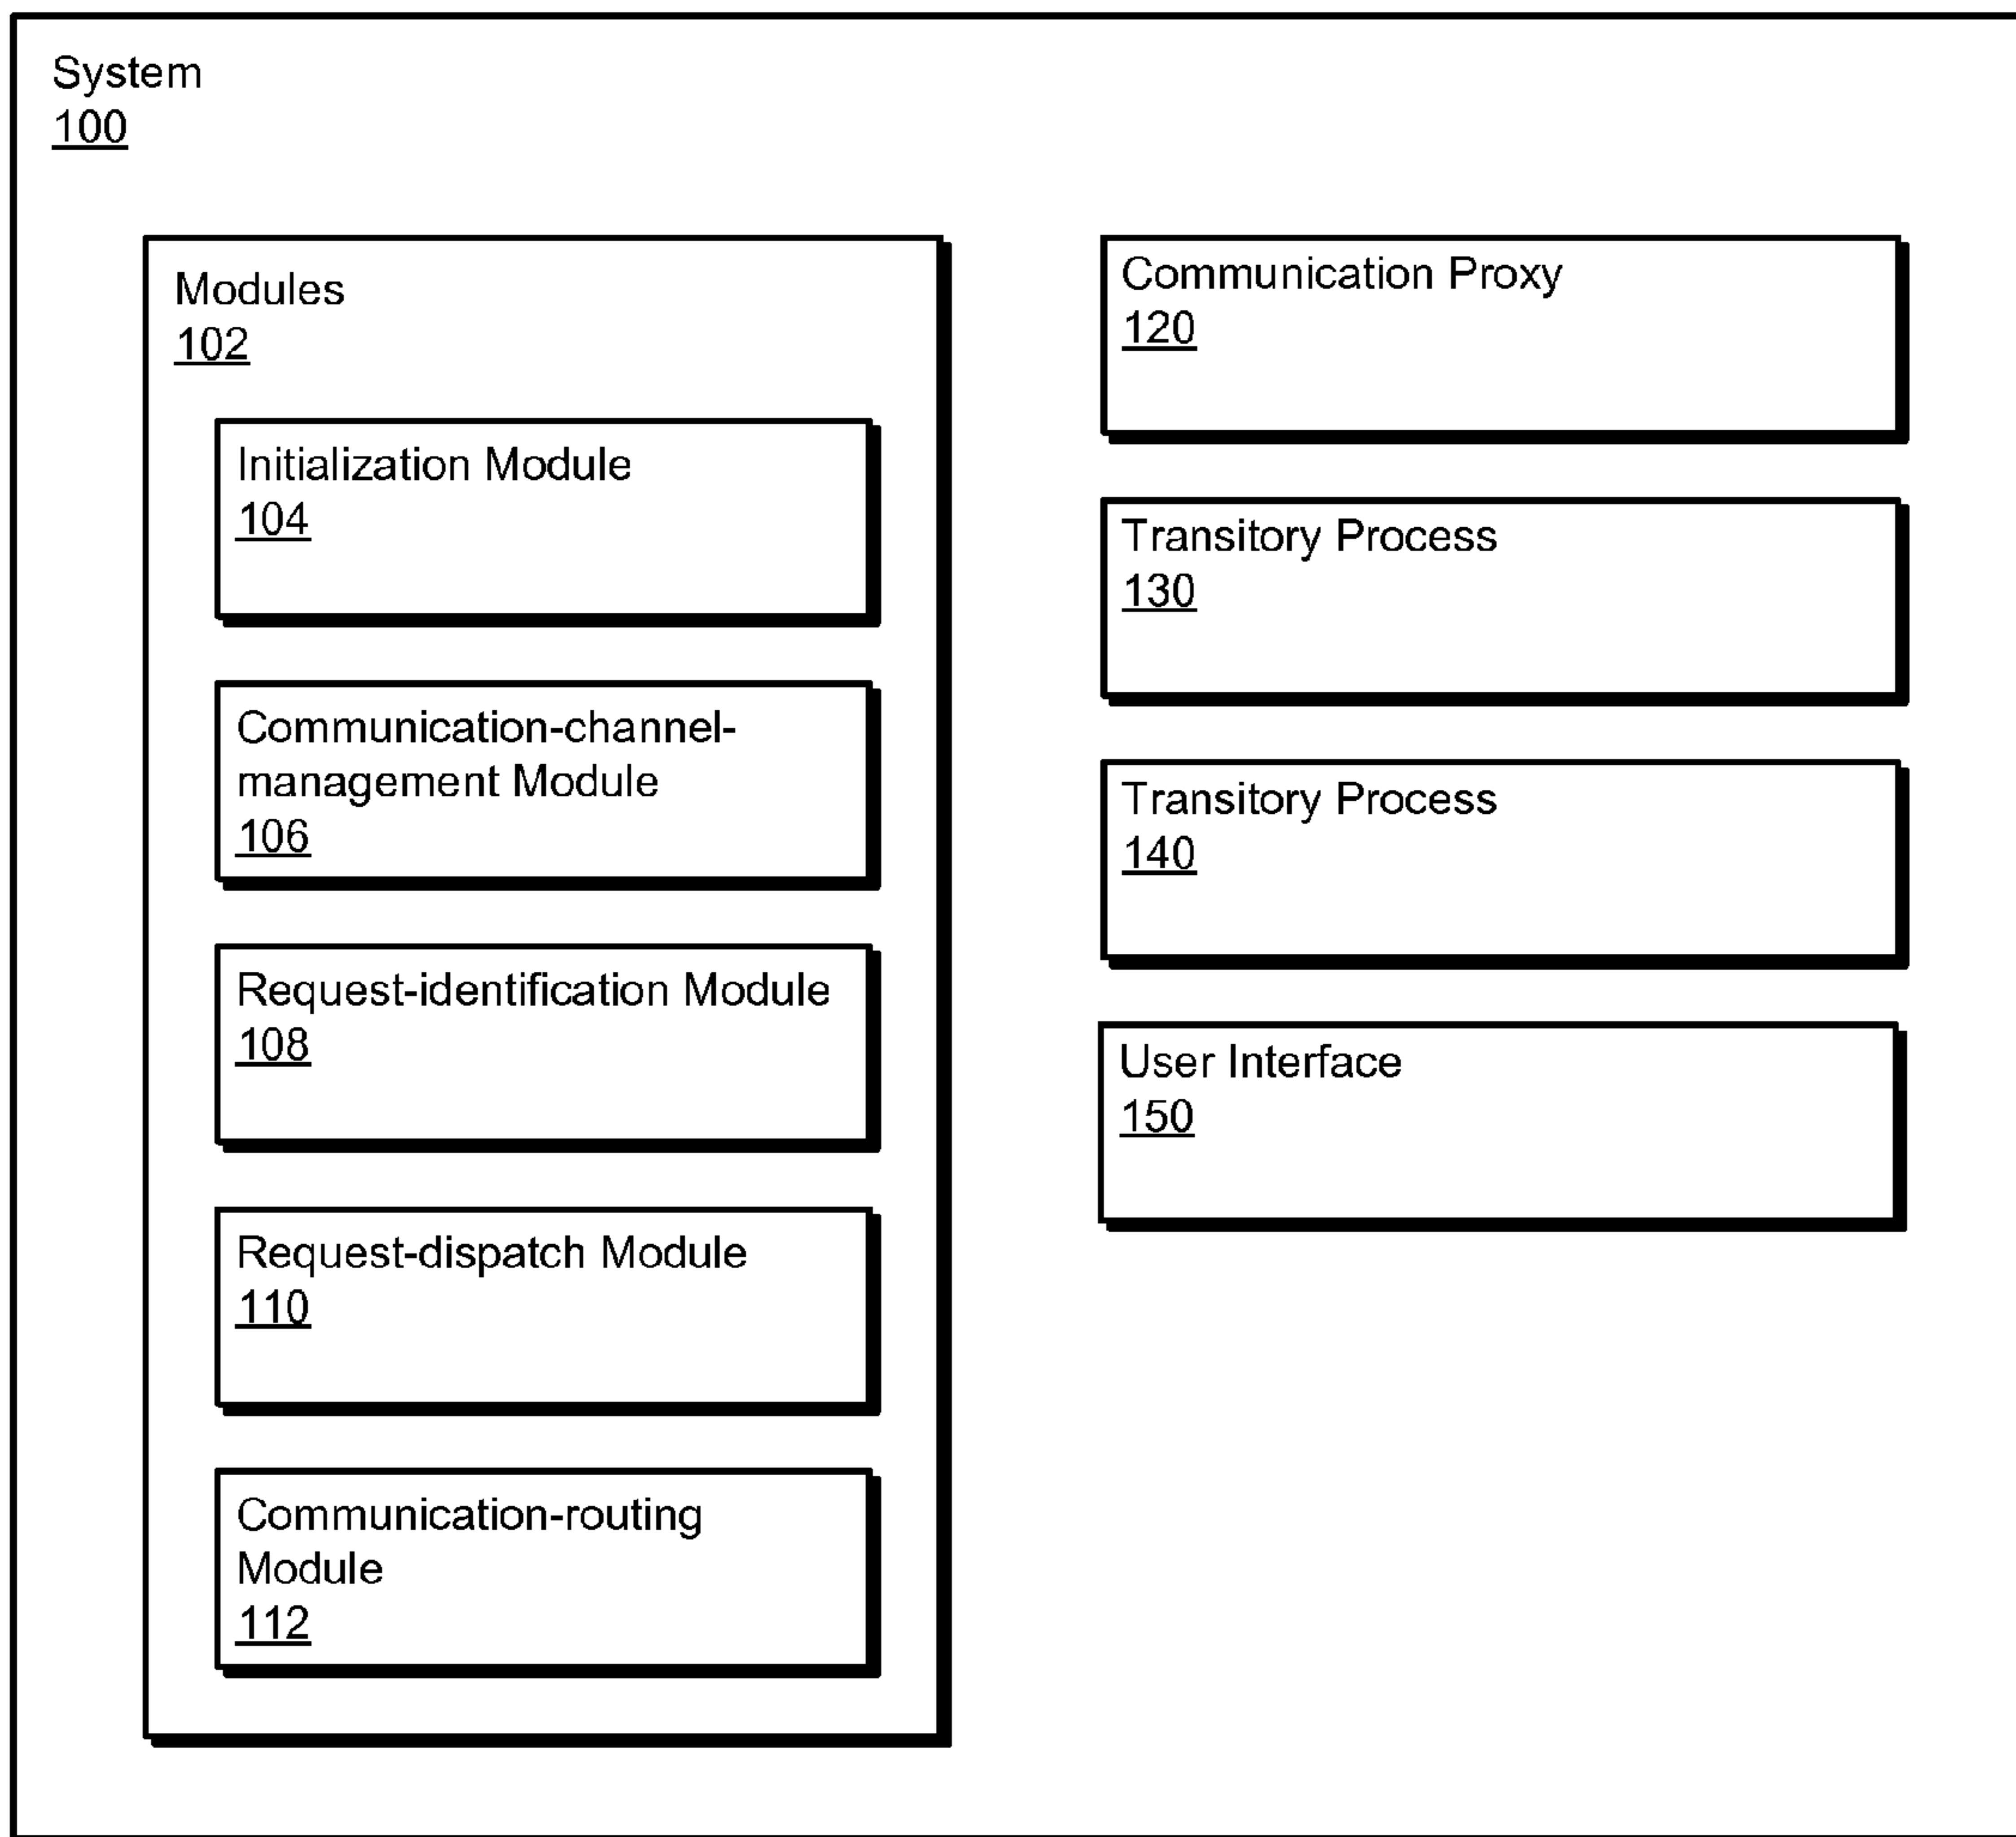 System
100
Modules
102
Initialization Module
104
Communication-channel-
management Module
106
Request-identification Module
108
Request-dispatch Module
110
Communication-routing
Module
112
Communication Proxy
120
Transitory Process
130
Transitory Process
140
User Interface
150